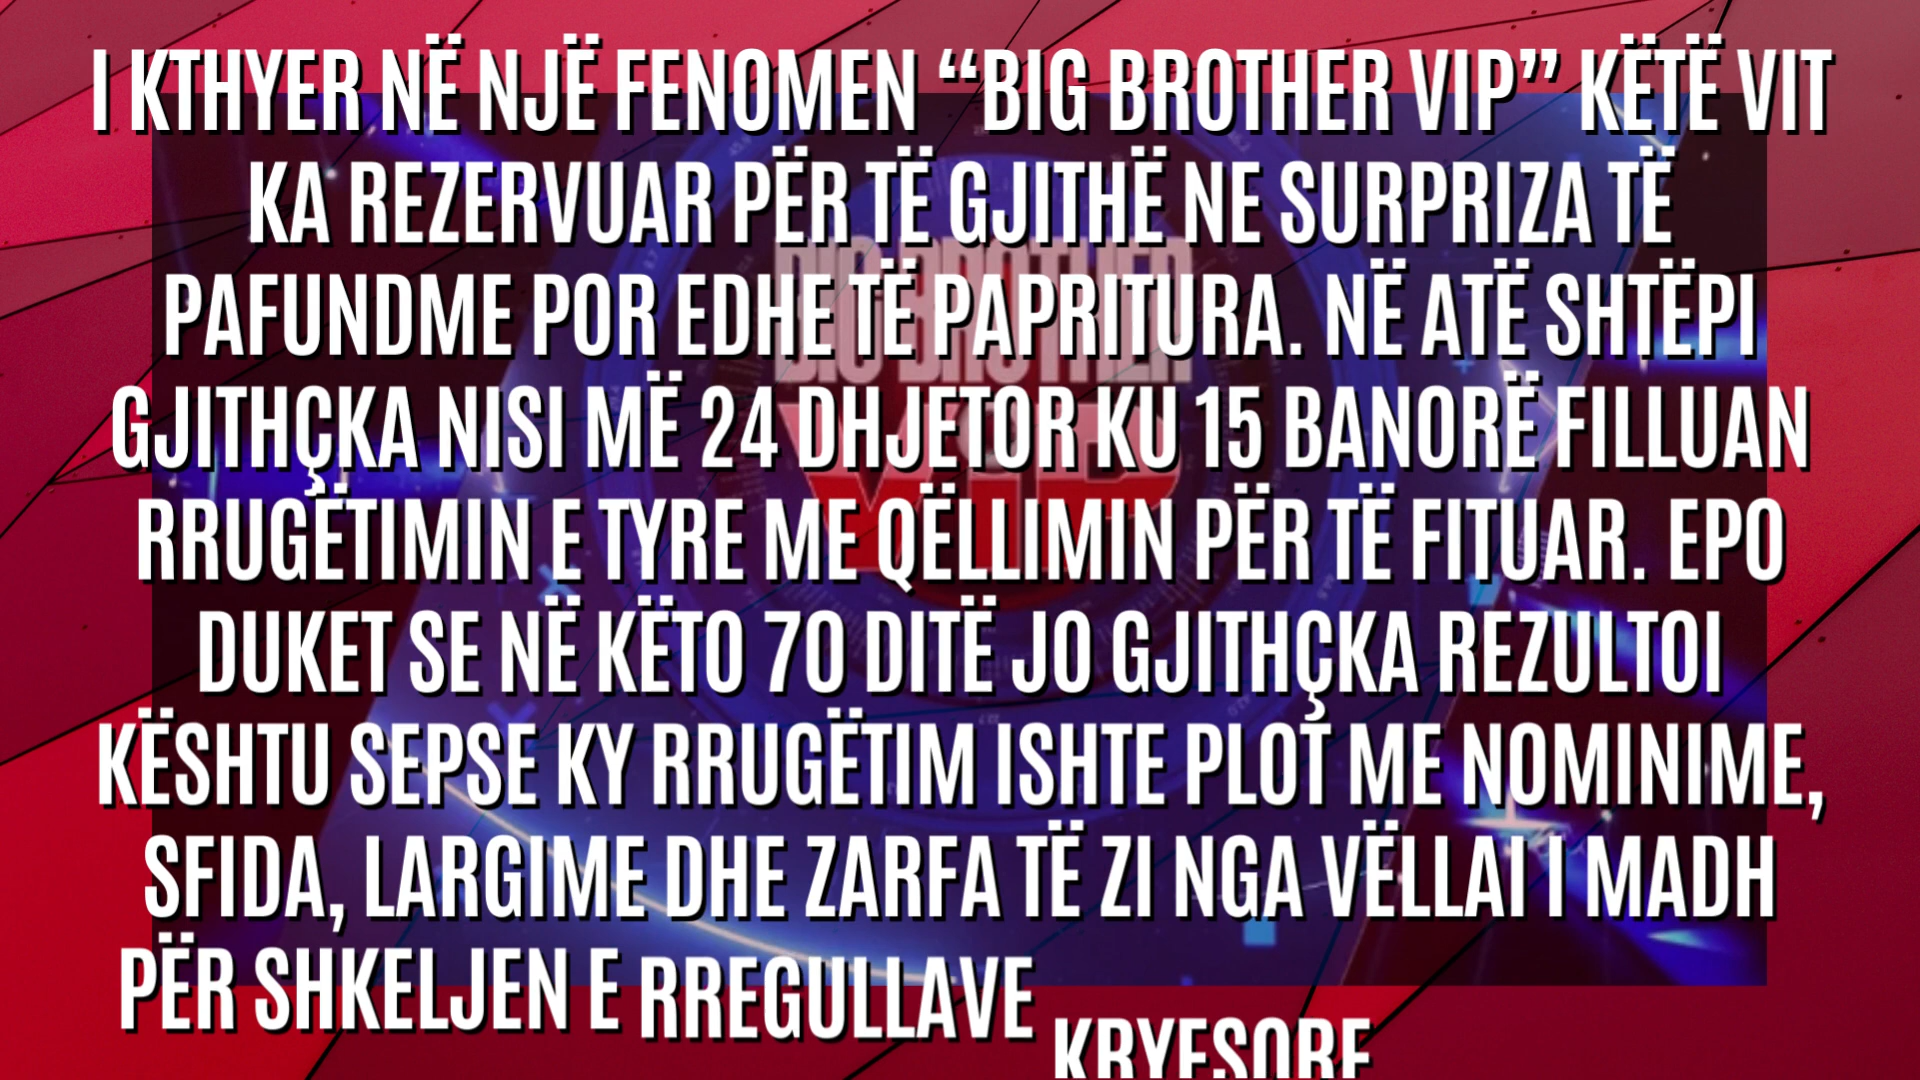 I KTHYER NË NJË FENOMEN “BIG BROTHER VIP” KËTË VIT
KA REZERVUAR PËR TË GJITHË NE SURPRIZA TË
PAFUNDME POR EDHE TË PAPRITURA. NË ATË SHTËPI
GJITHÇKA NISI MË 24 DHJETOR KU 15 BANORË FILLUAN
RRUGËTIMIN E TYRE ME QËLLIMIN PËR TË FITUAR. EPO
DUKET SE NË KËTO 70 DITË JO GJITHÇKA REZULTOI
KËSHTU SEPSE KY RRUGËTIM ISHTE PLOT ME NOMINIME,
SFIDA, LARGIME DHE ZARFA TË ZI NGA VËLLAI I MADH
PËR SHKELJEN E RREGULLAVE KRYESORE
BIG BROTHER
VIP